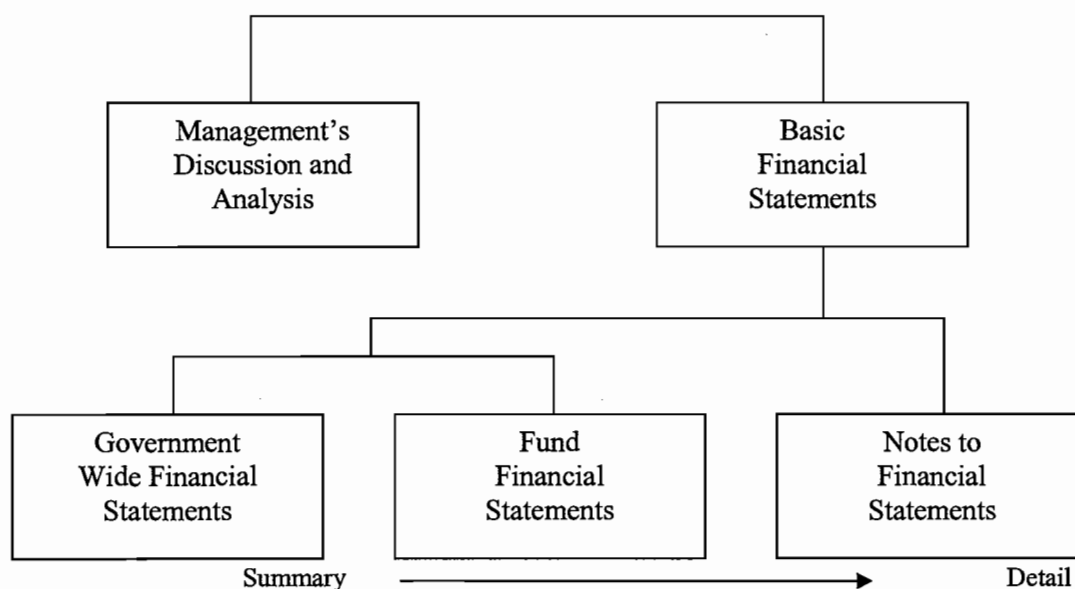 Management's
Discussion and
Analysis
Basic
Financial
Statements
Government
Wide Financial
Statements
Fund
Financial
Statements
Notes to
Financial
Statements
Summary
Detail